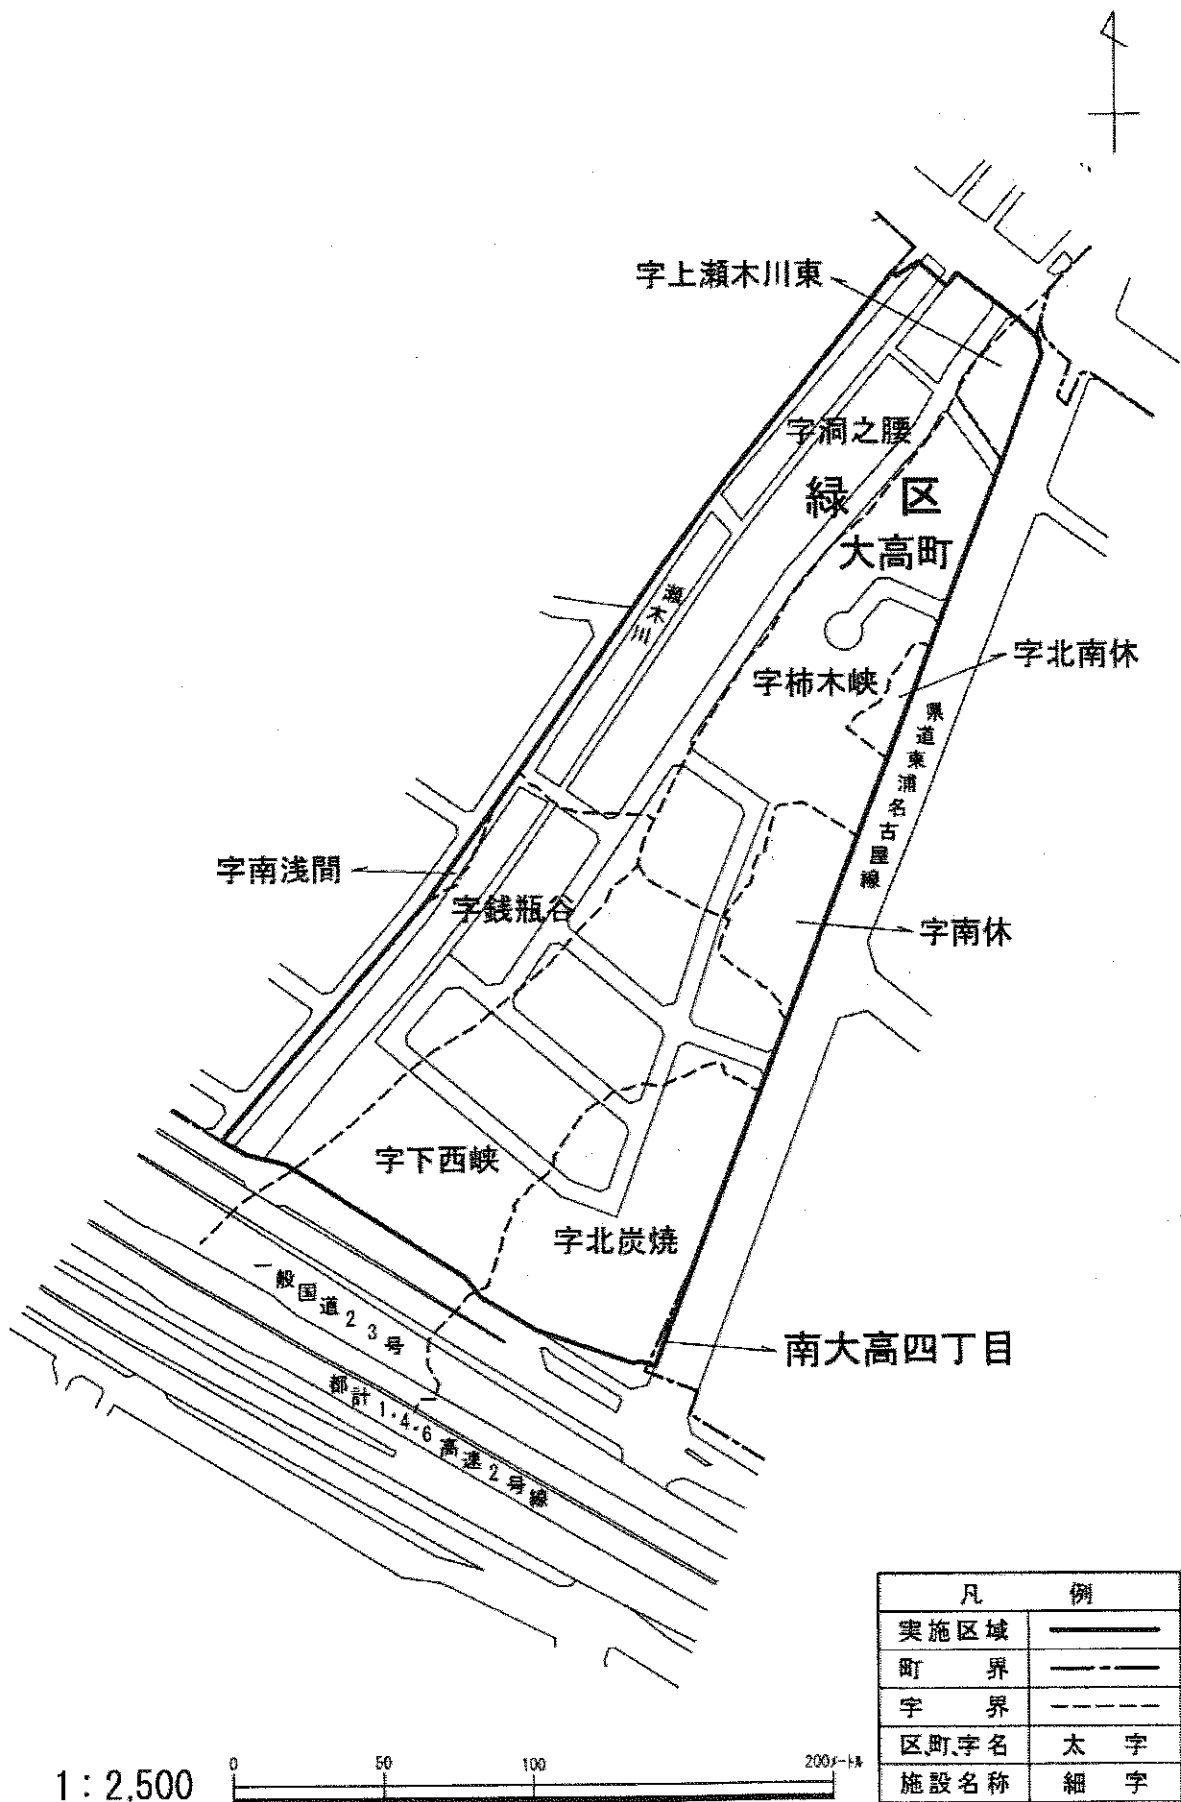 字上瀬木川東
字洞之腰
緑区
大高町
瀬木川
字北南休
字柿木峡
県道東浦名古屋線
字南浅間
字銭瓶谷
字南休
字下西峡
字北炭焼
一般国道23号
南大高四丁目
都計1・4・6高速2号線
凡例
実施区域
町界
字界
区、町、字名 太字
施設名称 細字
1:2,500
0 50 100 200メートル